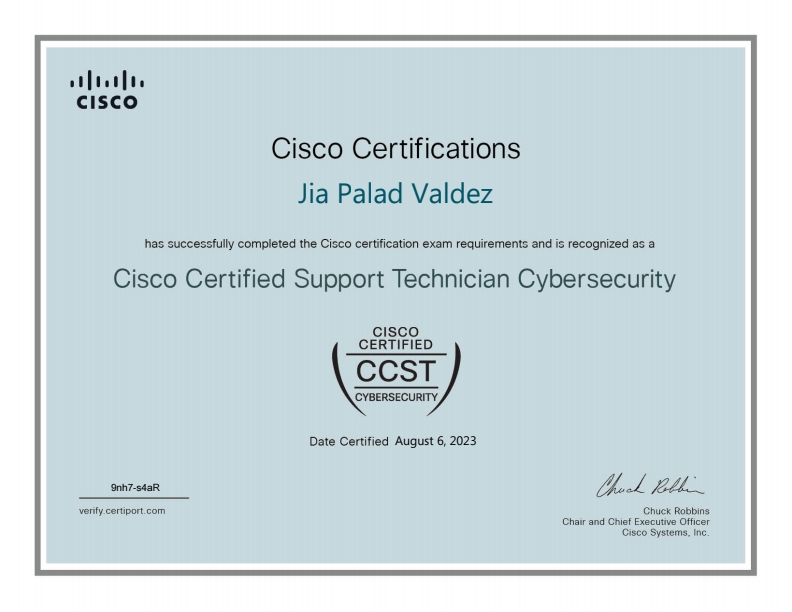 CISCO
Cisco Certifications
Jia Palad Valdez
has successfully completed the Cisco certification exam requirements and is recognized as a
Cisco Certified Support Technician Cybersecurity
CISCO
CERTIFIED
CCST
CYBERSECURITY
Date Certified August 6, 2023
9nh7-s4aR
verify.certiport.com
Chuck Robbins
Chuck Robbins
Chair and Chief Executive Officer
Cisco Systems, Inc.